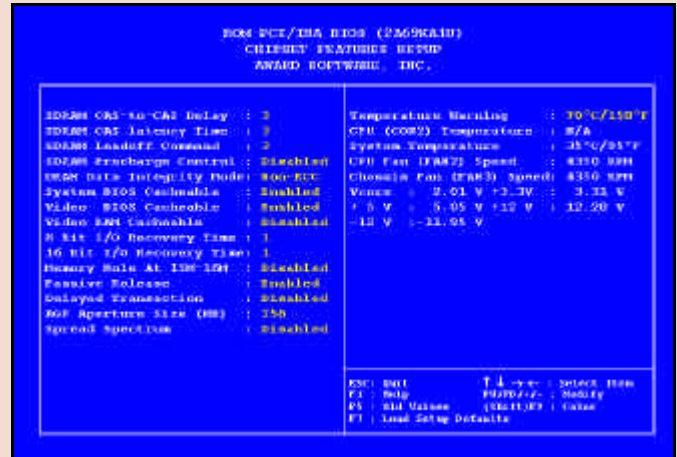 ROM PCI/ISA BIOS (2A69KA1U)
CHIPSET FEATURES SETUP
AWARD SOFTWARE, INC.
SDRAM CAS-to-CAS Delay : 3
SDRAM CAS latency Time : 3
SDRAM Leadoff Command : 3
SDRAM Precharge Control : Disabled
DRAM Data Integrity Mode: Non-ECC
System BIOS Cacheable : Enabled
Video BIOS Cacheable : Enabled
Video RAM Cacheable : Disabled
8 Bit I/O Recovery Time : 1
16 Bit I/O Recovery Time: 1
Memory Hole At 15M-16M : Disabled
Passive Release : Enabled
Delayed Transaction : Disabled
AGP Aperture Size (MB) : 256
Spread Spectrum : Disabled
Temperature Warning : 70°C/158°F
CPU (COM2) Temperature : N/A
System Temperature : 35°C/95°F
CPU Fan (FAN2) Speed : 4350 RPM
Chassis Fan (FAN3) Speed: 4350 RPM
Vcore : 2.01 V +3.3V : 3.31 V
+ 5 V : 5.05 V +12 V : 12.28 V
-12 V :-11.95 V
ESC: Quit ↑↓→← : Select Item
F1 : Help PU/PD/+/- : Modify
F5 : Old Values (Shift)F2 : Color
F7 : Load Setup Defaults